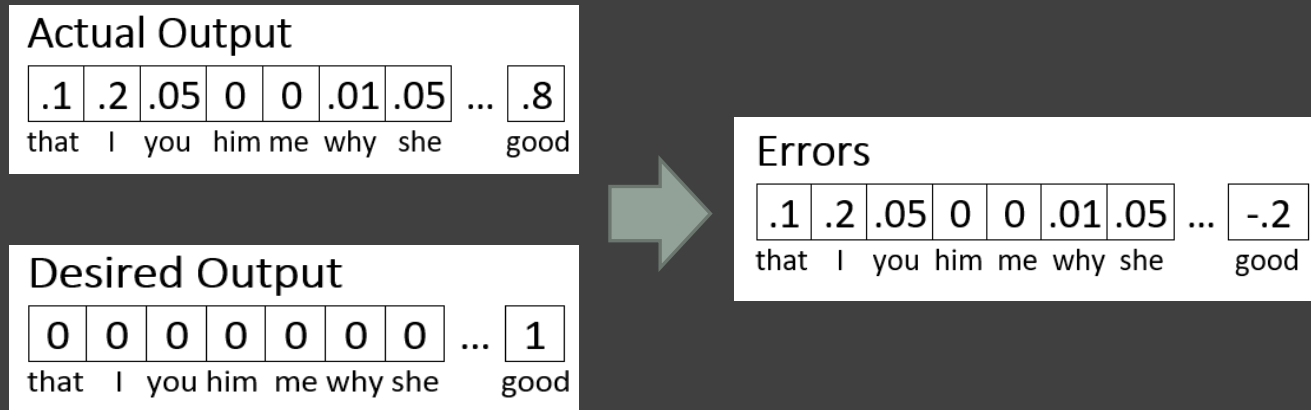 Actual Output
.1 .2 .05 0 0 .01 .05 ... .8
that I you him me why she good
Desired Output
0 0 0 0 0 0 0 ... 1
that I you him me why she good
Errors
.1 .2 .05 0 0 .01 .05 ... -.2
that I you him me why she good